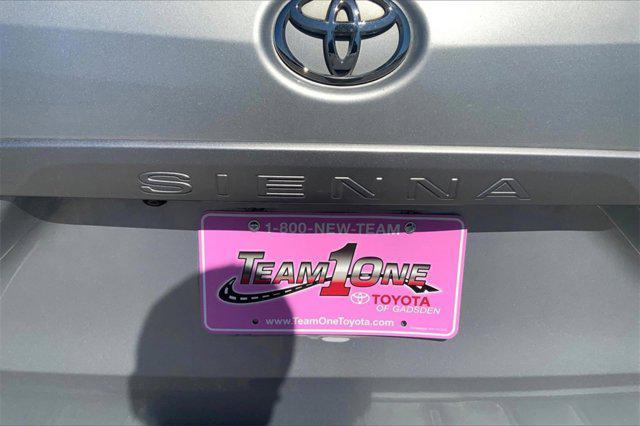 SIENNA
1-800-NEW-TEAM
TEAM1ONE
TOYOTA
OF GADSDEN
www.TeamOneToyota.com